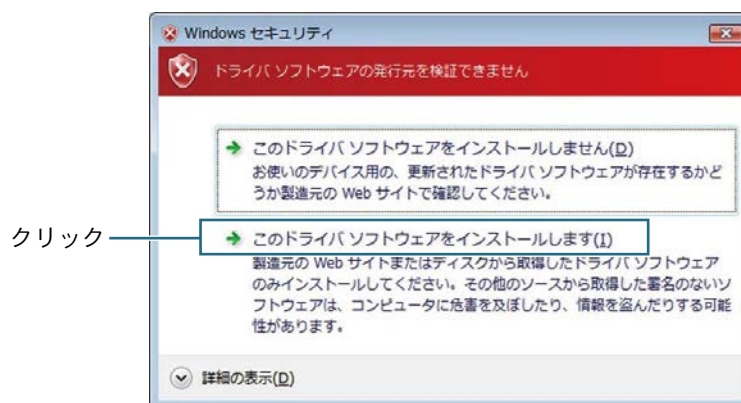 Windows セキュリティ
ドライバ ソフトウェアの発行元を検証できません
このドライバ ソフトウェアをインストールしません(D)
お使いのデバイス用の、更新されたドライバ ソフトウェアが存在するかど
うか製造元の Web サイトで確認してください。
クリック
このドライバ ソフトウェアをインストールします(I)
製造元の Web サイトまたはディスクから取得したドライバ ソフトウェア
のみインストールしてください。その他のソースから取得した署名のないソ
フトウェアは、コンピュータに危害を及ぼしたり、情報を盗んだりする可能
性があります。
詳細の表示(D)